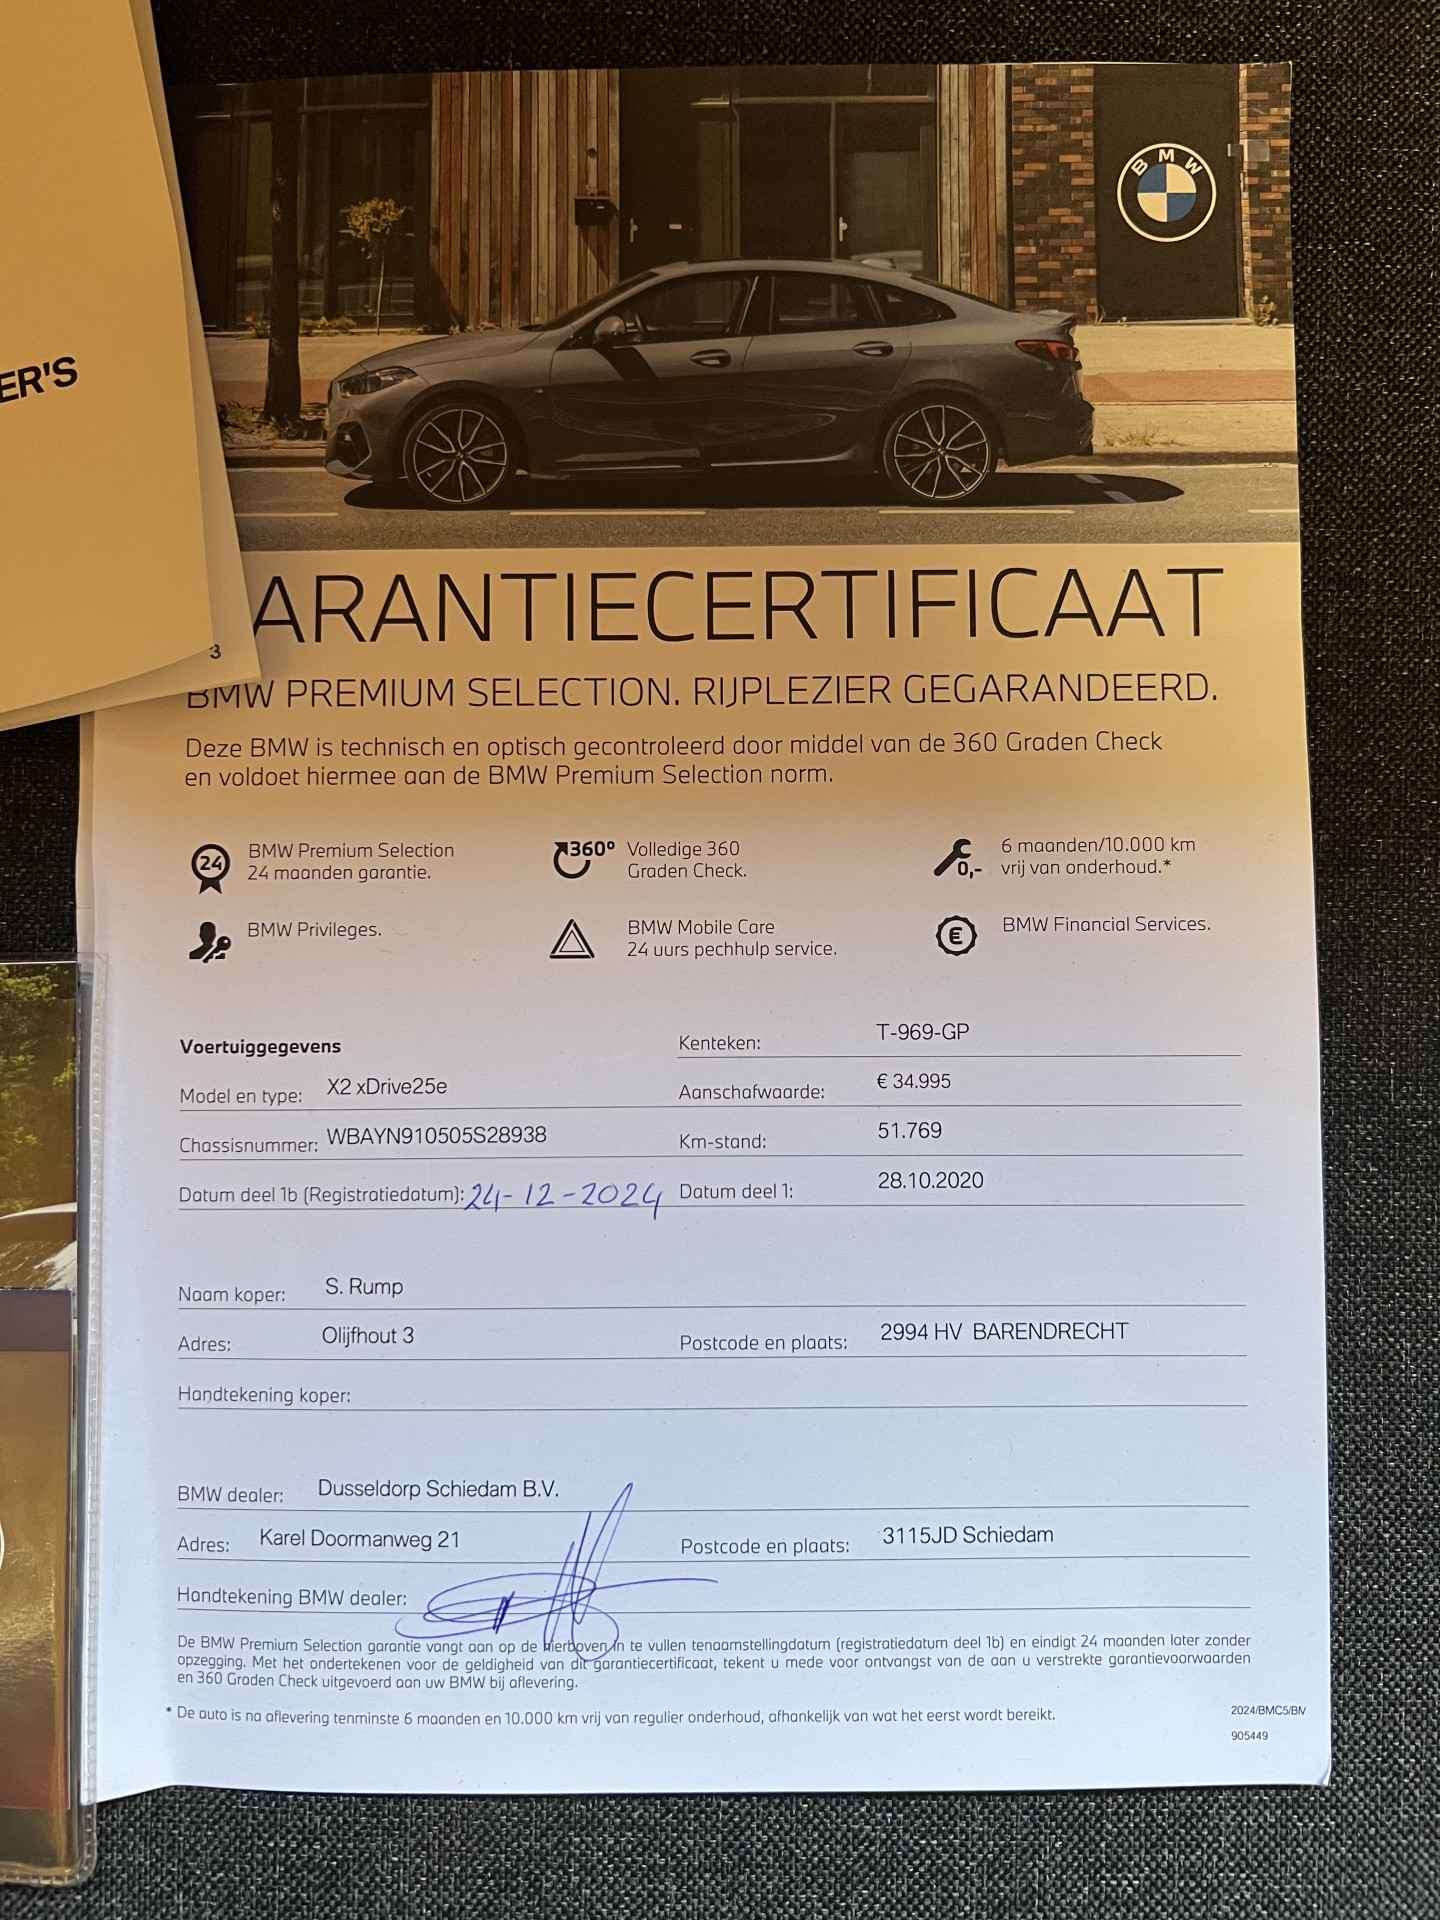 BMW
ER'S
3
ARANTIECERTIFICAAT
BMW PREMIUM SELECTION. RIJPLEZIER GEGARANDEERD.
Deze BMW is technisch en optisch gecontroleerd door middel van de 360 Graden Check
en voldoet hiermee aan de BMW Premium Selection norm.
24
BMW Premium Selection
24 maanden garantie.
360°
Volledige 360
Graden Check.
0,-
6 maanden/10.000 km
vrij van onderhoud.*
BMW Privileges.
BMW Mobile Care
24 uurs pechhulp service.
€
BMW Financial Services.
Voertuiggegevens
Kenteken: T-969-GP
Model en type: X2 xDrive25e
Aanschafwaarde: € 34.995
Chassisnummer: WBAYN910505S28938
Km-stand: 51.769
Datum deel 1b (Registratiedatum): 24-12-2024
Datum deel 1: 28.10.2020
Naam koper: S. Rump
Adres: Olijfhout 3
Postcode en plaats: 2994 HV BARENDRECHT
Handtekening koper:
BMW dealer: Dusseldorp Schiedam B.V.
Adres: Karel Doormanweg 21
Postcode en plaats: 3115JD Schiedam
Handtekening BMW dealer:
De BMW Premium Selection garantie vangt aan op de hierboven in te vullen tenaamstellingdatum (registratiedatum deel 1b) en eindigt 24 maanden later zonder
opzegging. Met het ondertekenen voor de geldigheid van dit garantiecertificaat, tekent u mede voor ontvangst van de aan u verstrekte garantievoorwaarden
en 360 Graden Check uitgevoerd aan uw BMW bij aflevering.
* De auto is na aflevering tenminste 6 maanden en 10.000 km vrij van regulier onderhoud, afhankelijk van wat het eerst wordt bereikt.
2024/BMC5/BM
905449